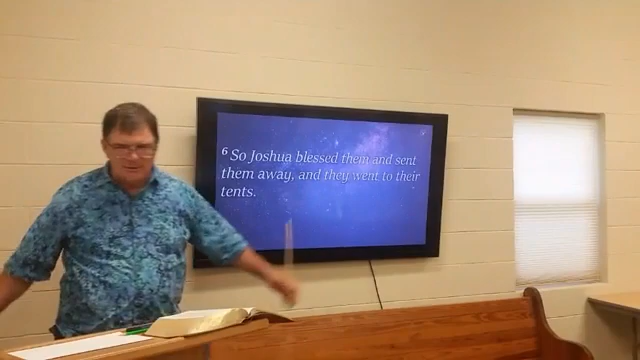 6 So Joshua blessed them and sent
them away, and they went to their
tents.